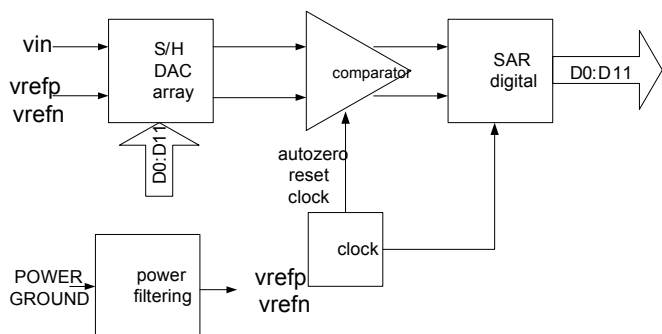 vin
vrefp
vrefn
S/H
DAC
array
comparator
SAR
digital
D0:D11
D0:D11
autozero
reset
clock
clock
POWER
GROUND
power
filtering
vrefp
vrefn